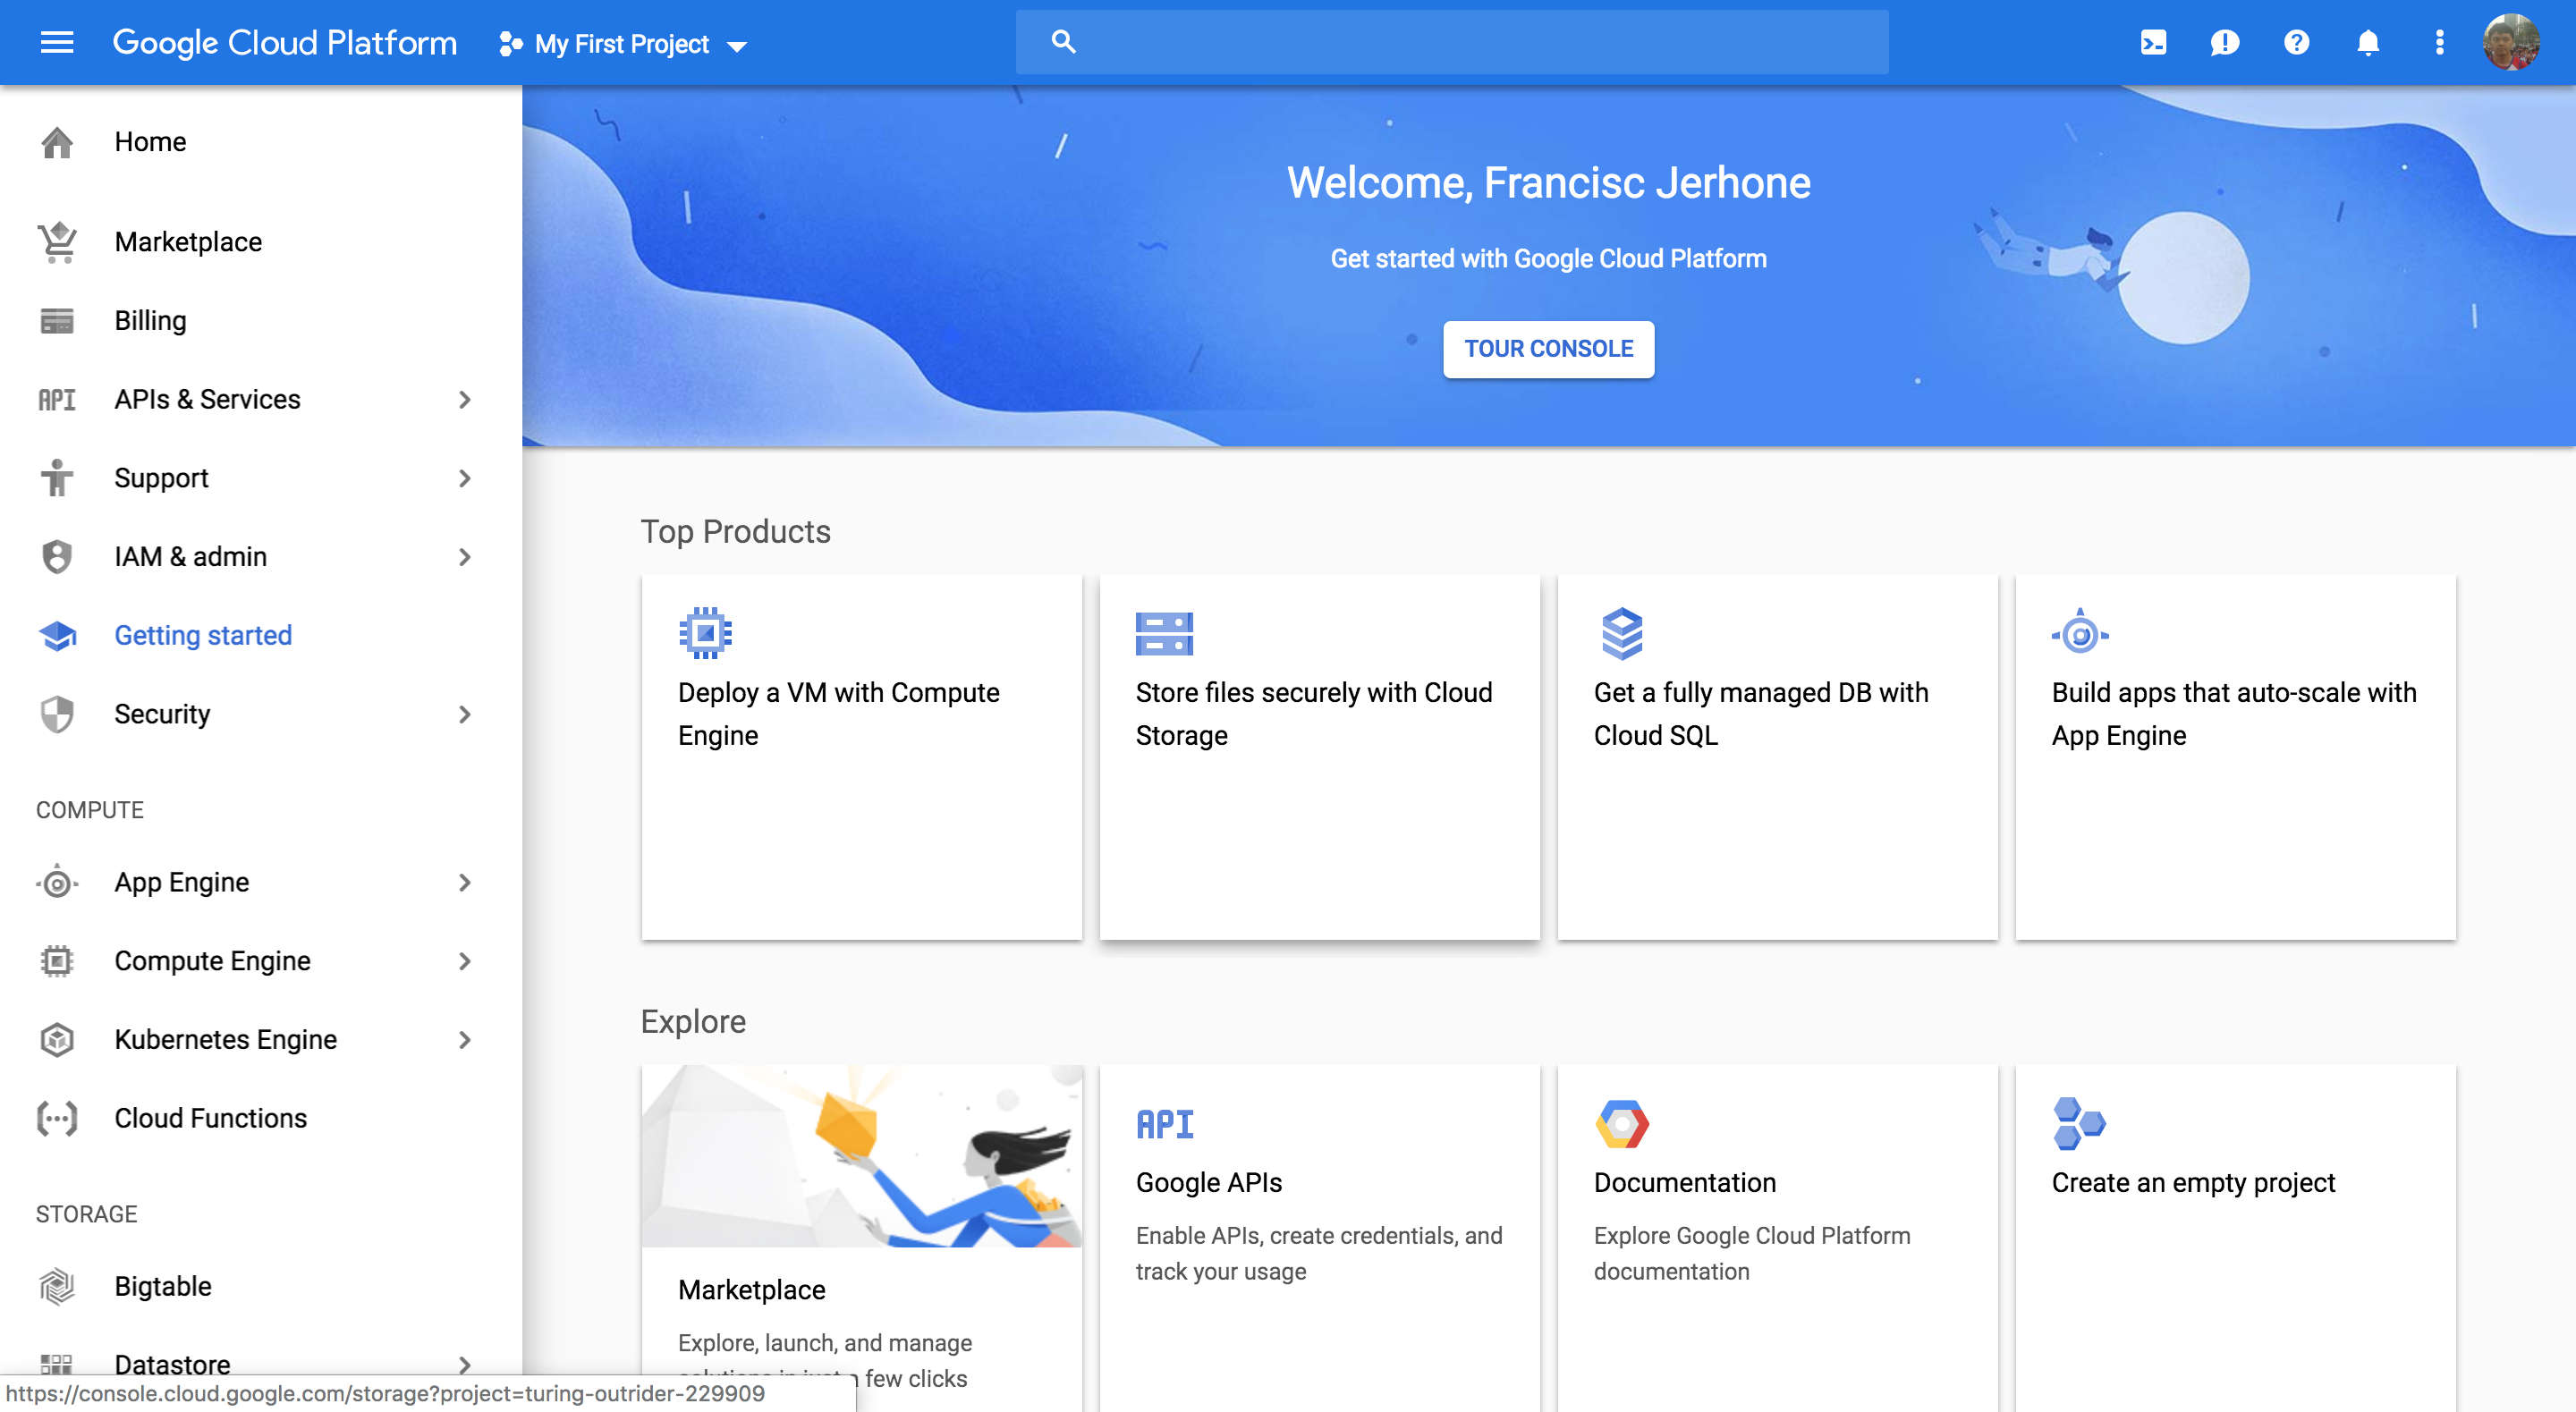 Google Cloud Platform
My First Project
Home
Marketplace
Billing
API
APIs & Services
Support
IAM & admin
Getting started
Security
COMPUTE
App Engine
Compute Engine
Kubernetes Engine
Cloud Functions
STORAGE
Bigtable
Datastore
https://console.cloud.google.com/storage?project=turing-outrider-229909
Welcome, Francisc Jerhone
Get started with Google Cloud Platform
TOUR CONSOLE
Top Products
Deploy a VM with Compute
Engine
Store files securely with Cloud
Storage
Get a fully managed DB with
Cloud SQL
Build apps that auto-scale with
App Engine
Explore
Marketplace
Explore, launch, and manage
solutions in just a few clicks
API
Google APIs
Enable APIs, create credentials, and
track your usage
Documentation
Explore Google Cloud Platform
documentation
Create an empty project